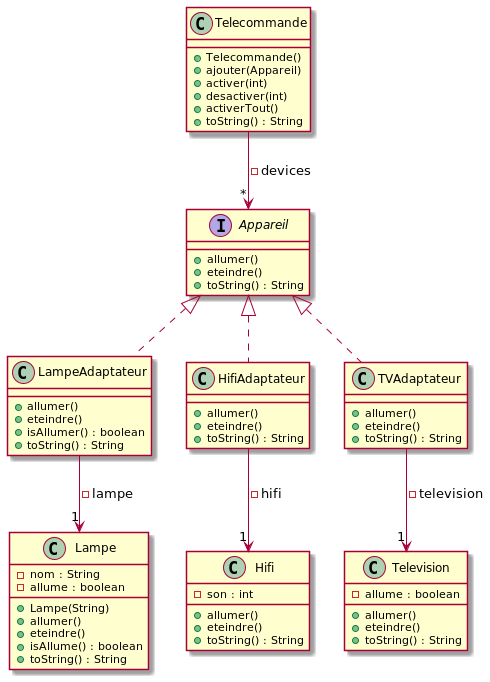 C Telecommande
Telecommande()
ajouter(Appareil)
activer(int)
desactiver(int)
activerTout()
toString() : String
devices
*
I Appareil
allumer()
eteindre()
toString() : String
C LampeAdaptateur
allumer()
eteindre()
isAllumer() : boolean
toString() : String
C HifiAdaptateur
allumer()
eteindre()
toString() : String
C TVAdaptateur
allumer()
eteindre()
toString() : String
lampe
1
hifi
1
television
1
C Lampe
nom : String
allume : boolean
Lampe(String)
allumer()
eteindre()
isAllume() : boolean
toString() : String
C Hifi
son : int
allumer()
eteindre()
toString() : String
C Television
allume : boolean
allumer()
eteindre()
toString() : String